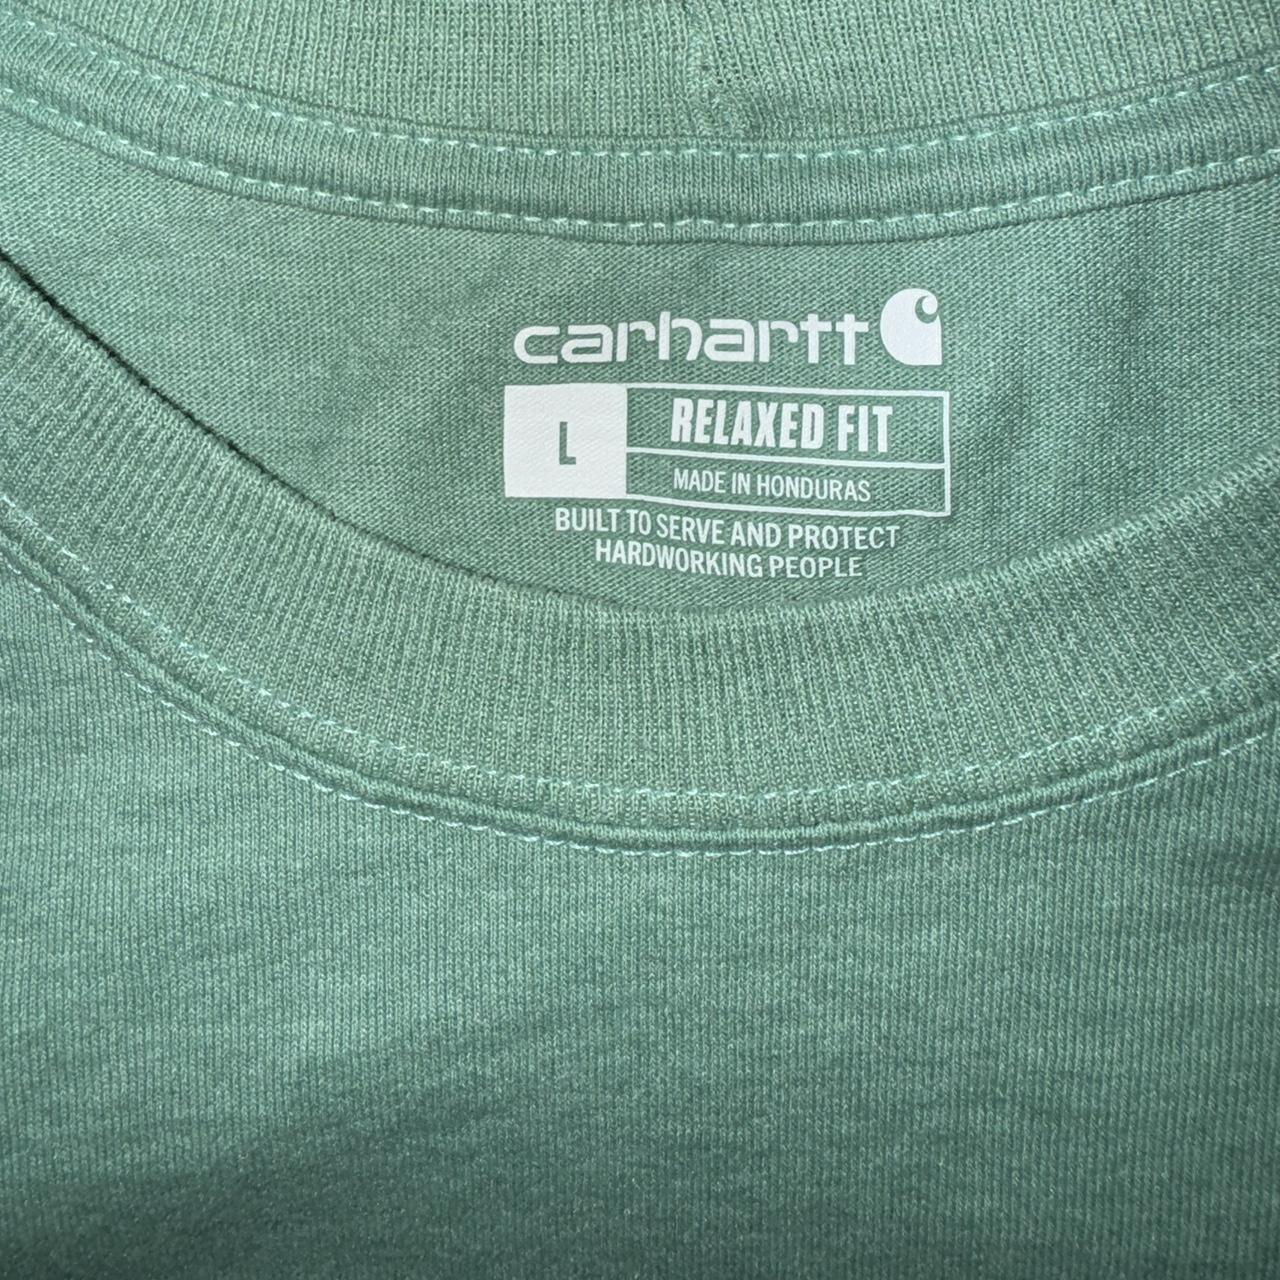 carhartt
L
RELAXED FIT
MADE IN HONDURAS
BUILT TO SERVE AND PROTECT
HARDWORKING PEOPLE